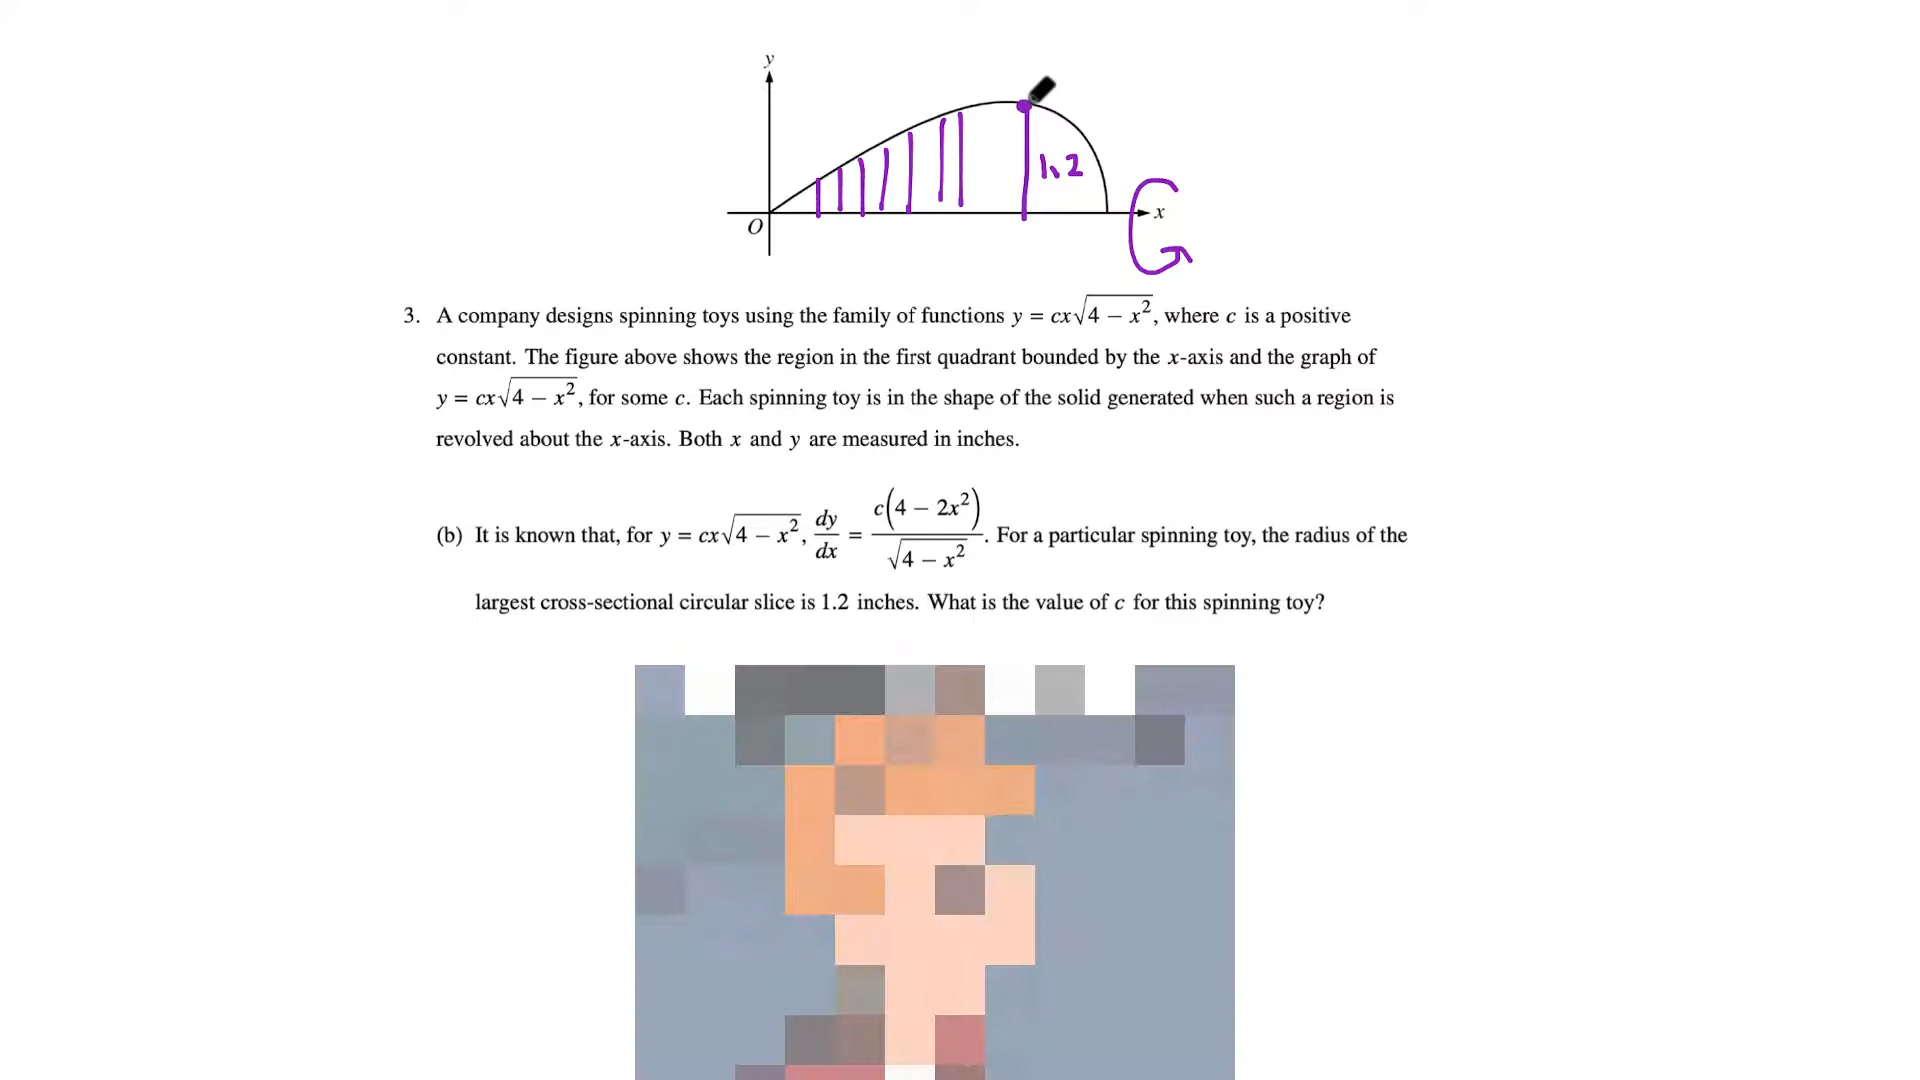 y
1.2
x
O
3. A company designs spinning toys using the family of functions y = cx√(4 − x²), where c is a positive
constant. The figure above shows the region in the first quadrant bounded by the x-axis and the graph of
y = cx√(4 − x²), for some c. Each spinning toy is in the shape of the solid generated when such a region is
revolved about the x-axis. Both x and y are measured in inches.
(b) It is known that, for y = cx√(4 − x²), dy/dx = c(4 − 2x²)/√(4 − x²). For a particular spinning toy, the radius of the
largest cross-sectional circular slice is 1.2 inches. What is the value of c for this spinning toy?